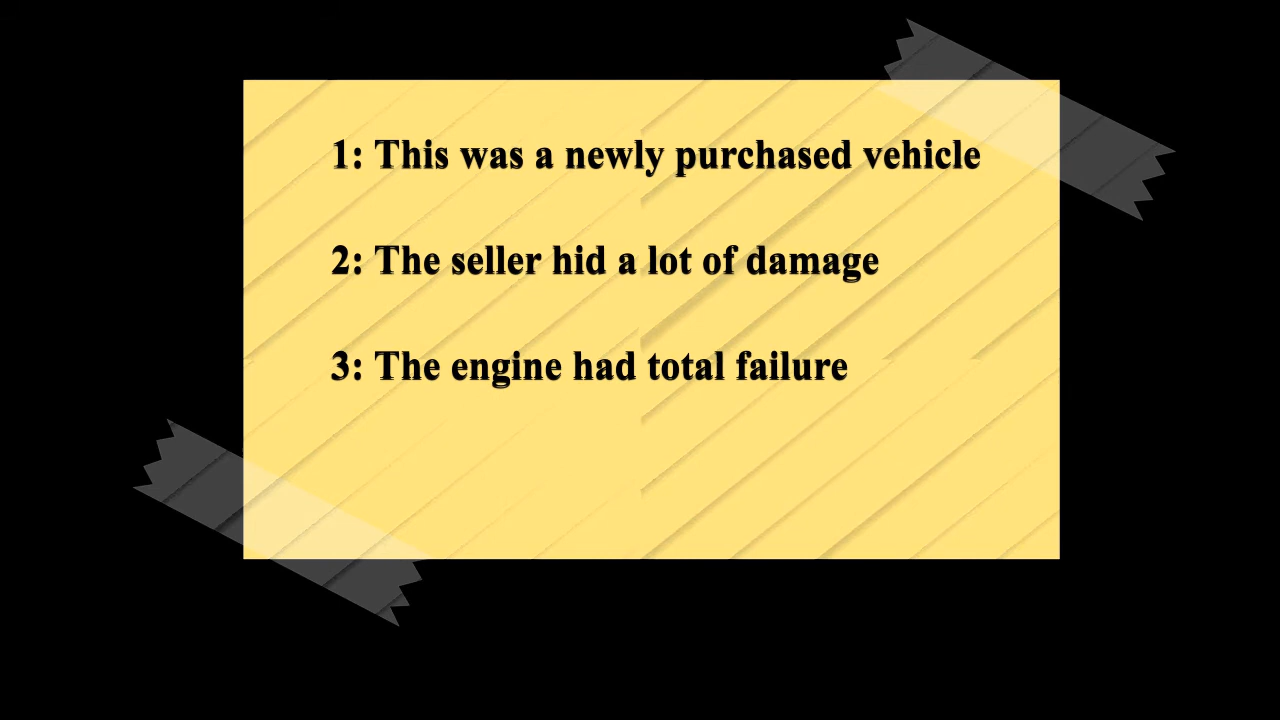 1: This was a newly purchased vehicle
2: The seller hid a lot of damage
3: The engine had total failure